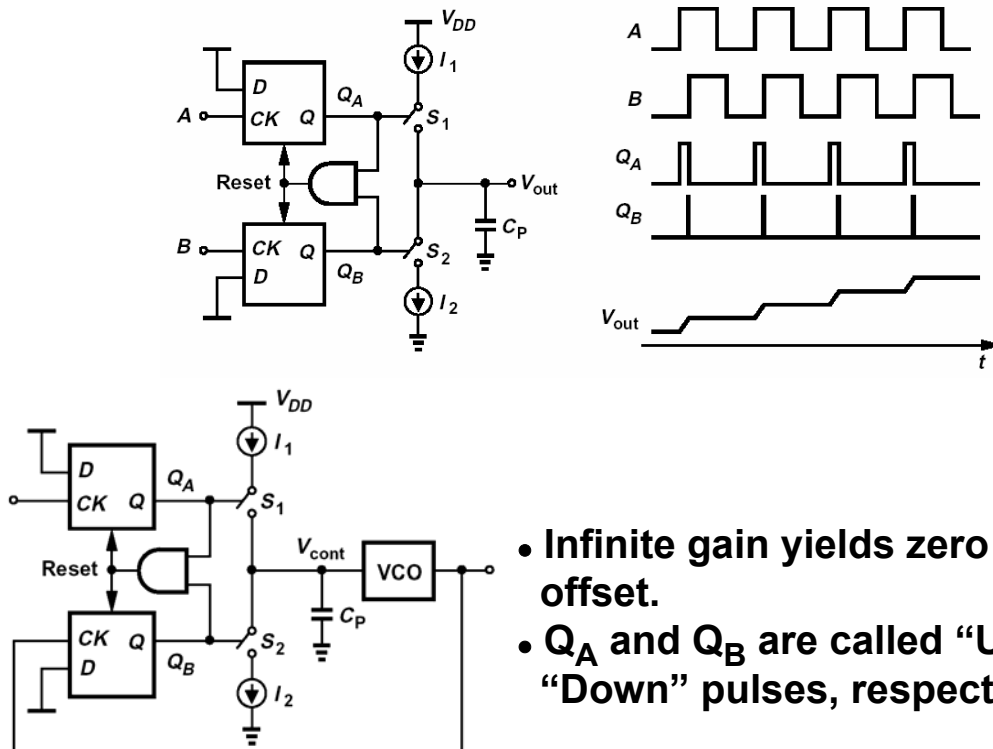 V_DD
I_1
D
Q_A
A
CK Q
S_1
Reset
V_out
C_P
B
CK Q
S_2
D
Q_B
I_2
A
B
Q_A
Q_B
V_out
t
V_DD
I_1
D
Q_A
CK Q
S_1
V_cont
Reset
VCO
C_P
CK Q
S_2
D
Q_B
I_2
• Infinite gain yields zero
offset.
• Q_A and Q_B are called “U
“Down” pulses, respect